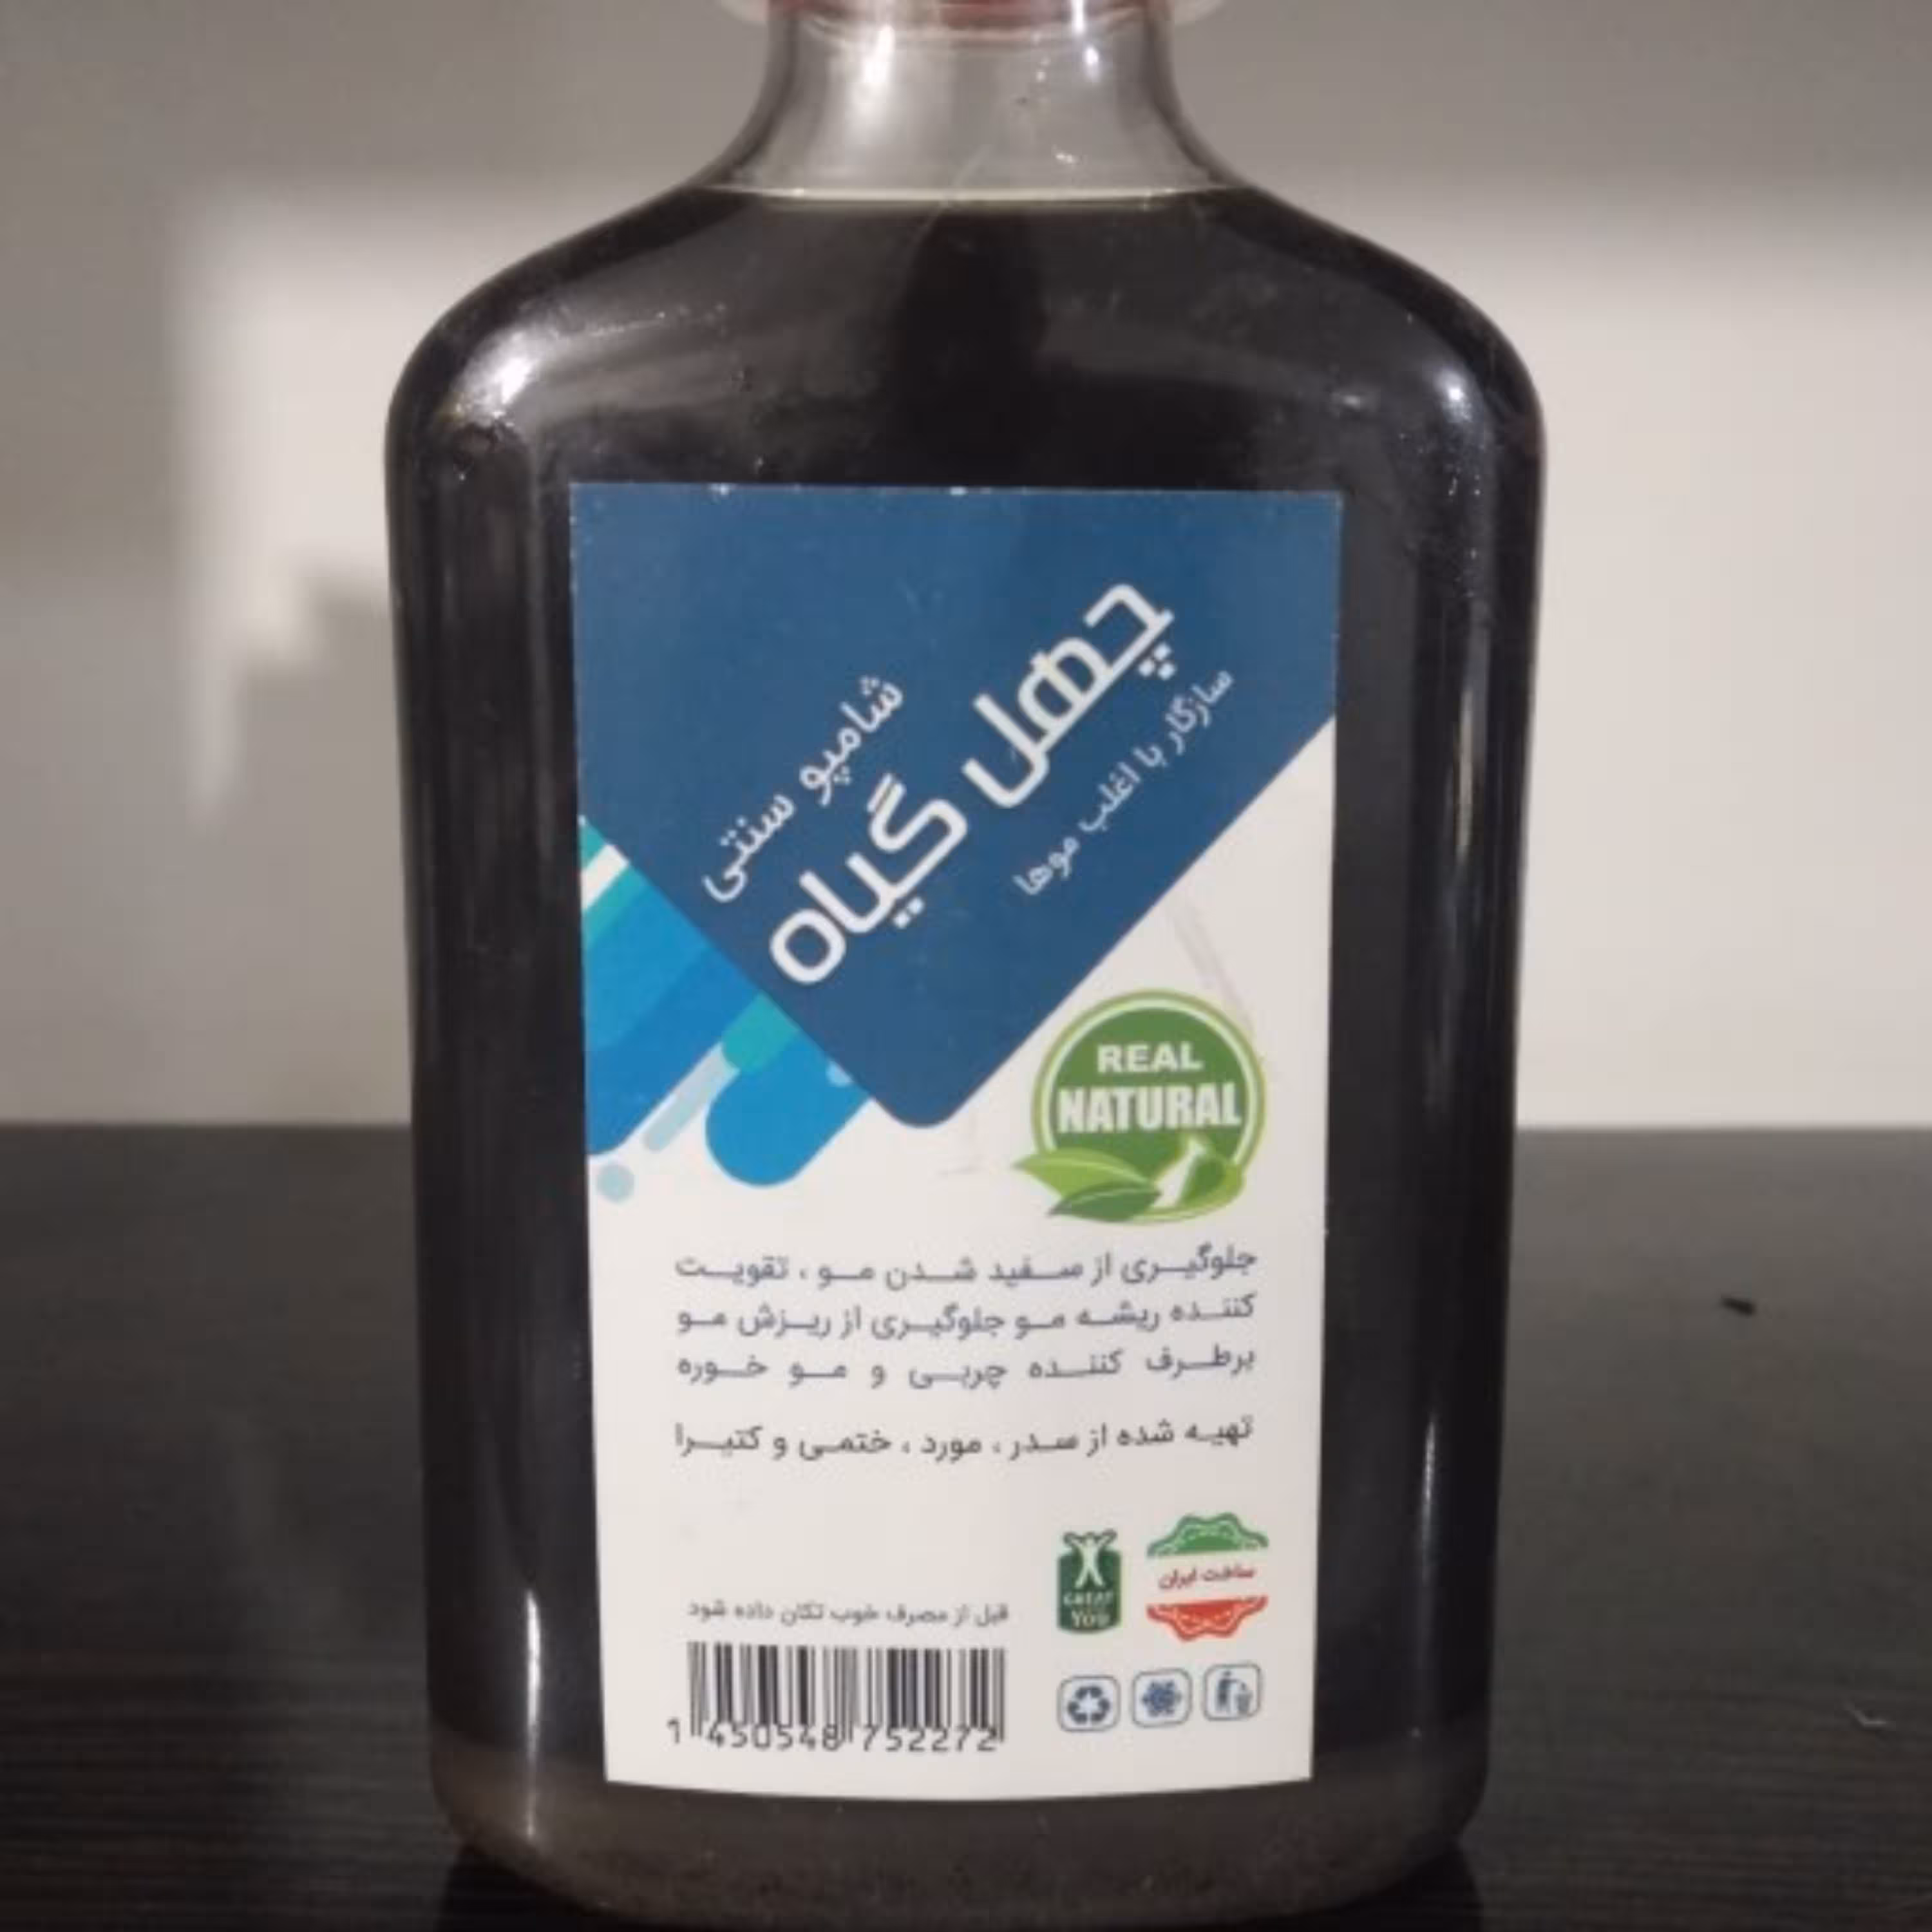 شامپو سنتی
چهل گیاه
سازگار با اغلب موها
REAL
NATURAL
جلوگیری از سفید شدن مو ، تقویت
کننده ریشه مو جلوگیری از ریزش مو
برطرف کننده چربی و مو خوره
تهیه شده از سدر ، مورد ، ختمی و کتیرا
ساخت ایران
GREAT
YOU
قبل از مصرف خوب تکان داده شود
1 450548 752272